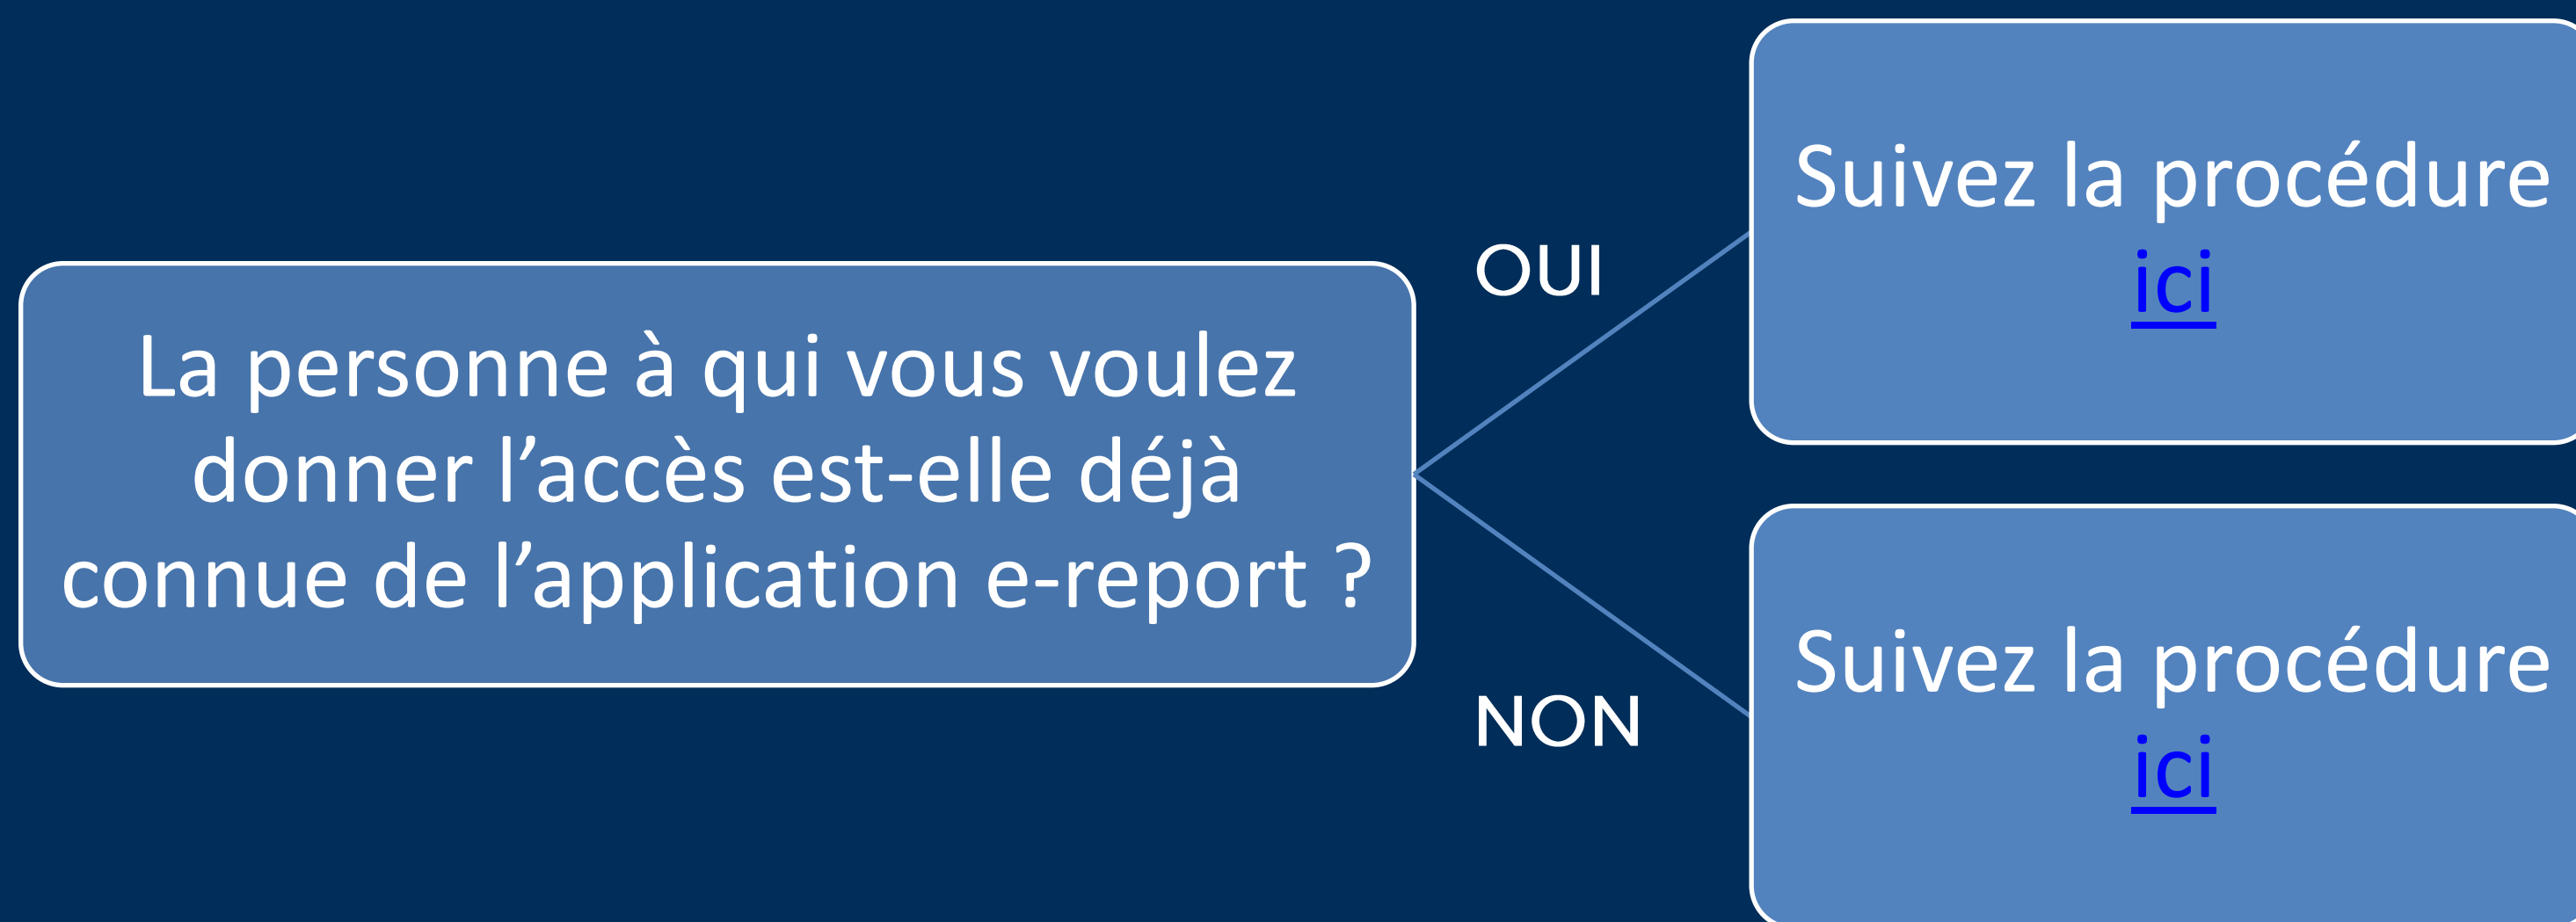 La personne à qui vous voulez
donner l’accès est-elle déjà
connue de l’application e-report ?
OUI
Suivez la procédure
ici
NON
Suivez la procédure
ici